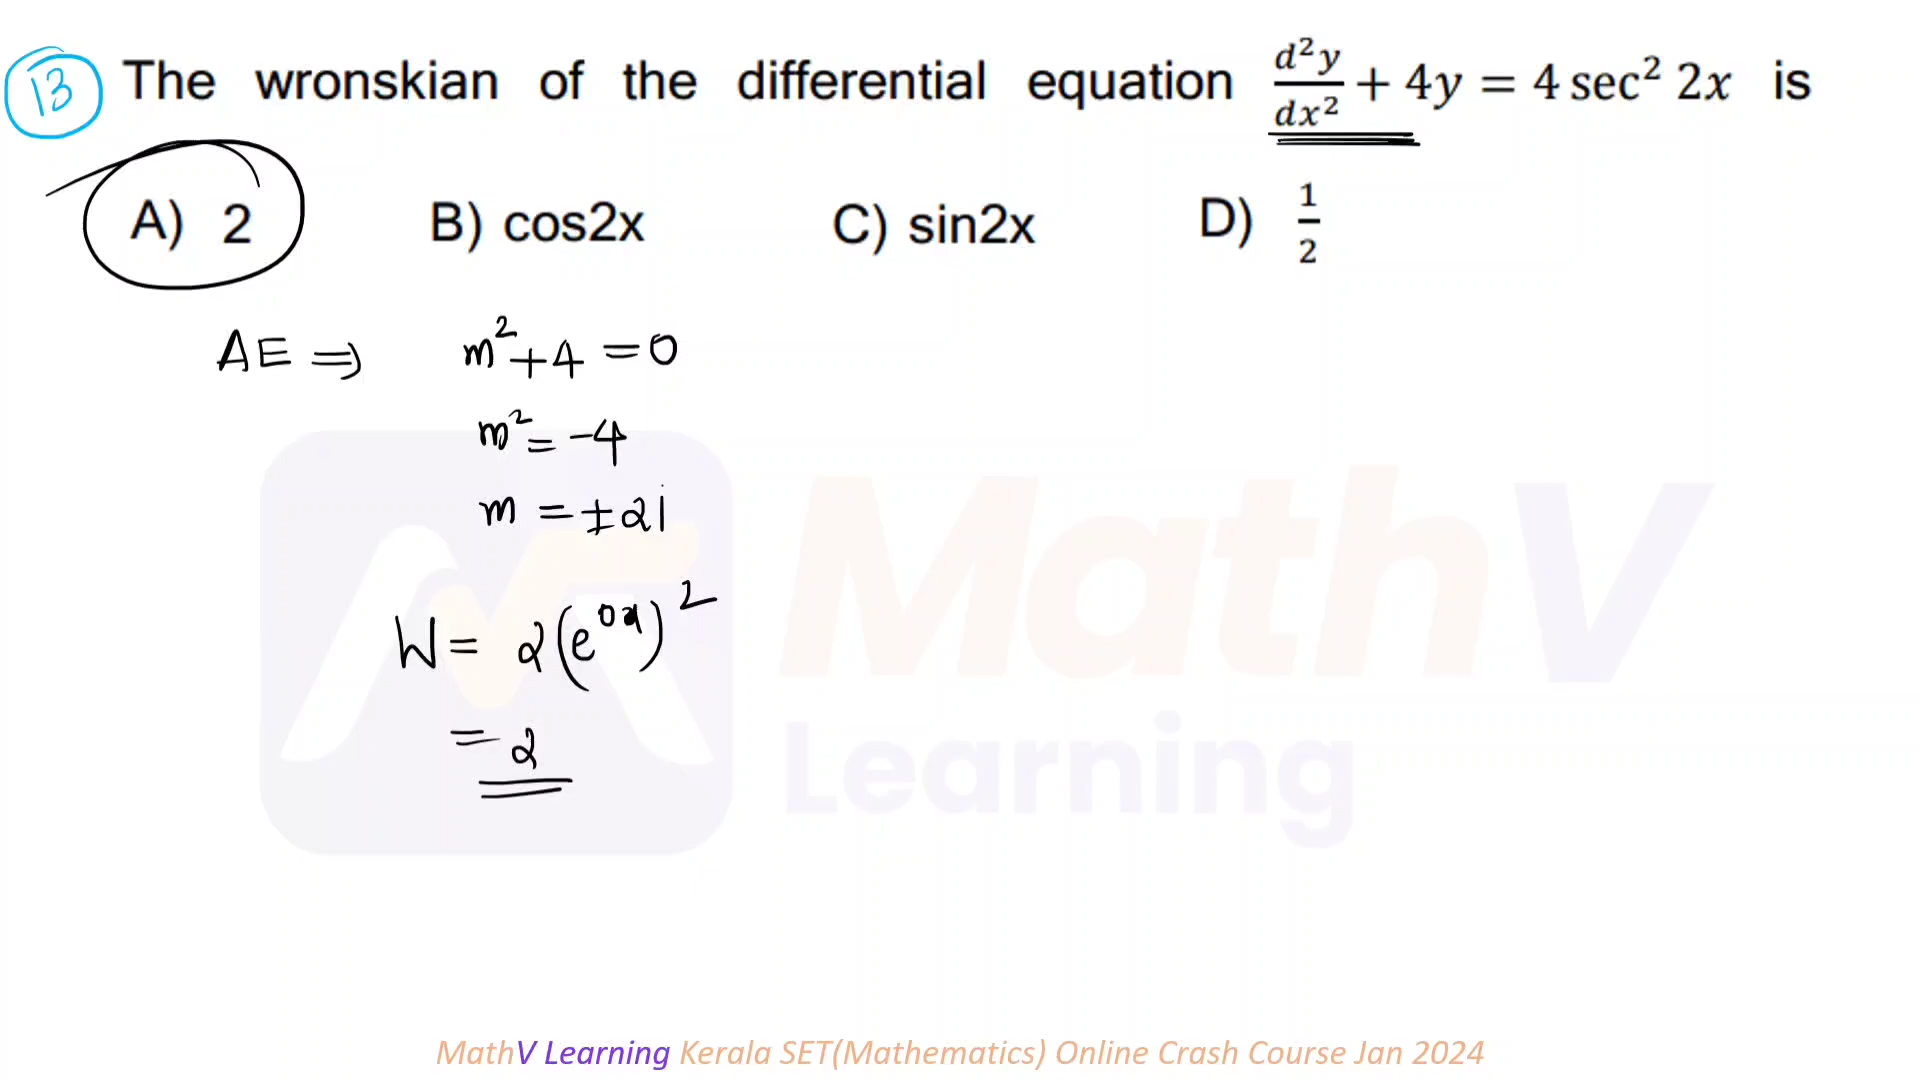 13 The wronskian of the differential equation d²y/dx² + 4y = 4 sec² 2x is
A) 2 B) cos2x C) sin2x D) 1/2
AE ⇒ m² + 4 = 0
m² = -4
m = ±2i
W = 2(e^{0x})²
= 2
MathV
Learning
MathV Learning Kerala SET(Mathematics) Online Crash Course Jan 2024